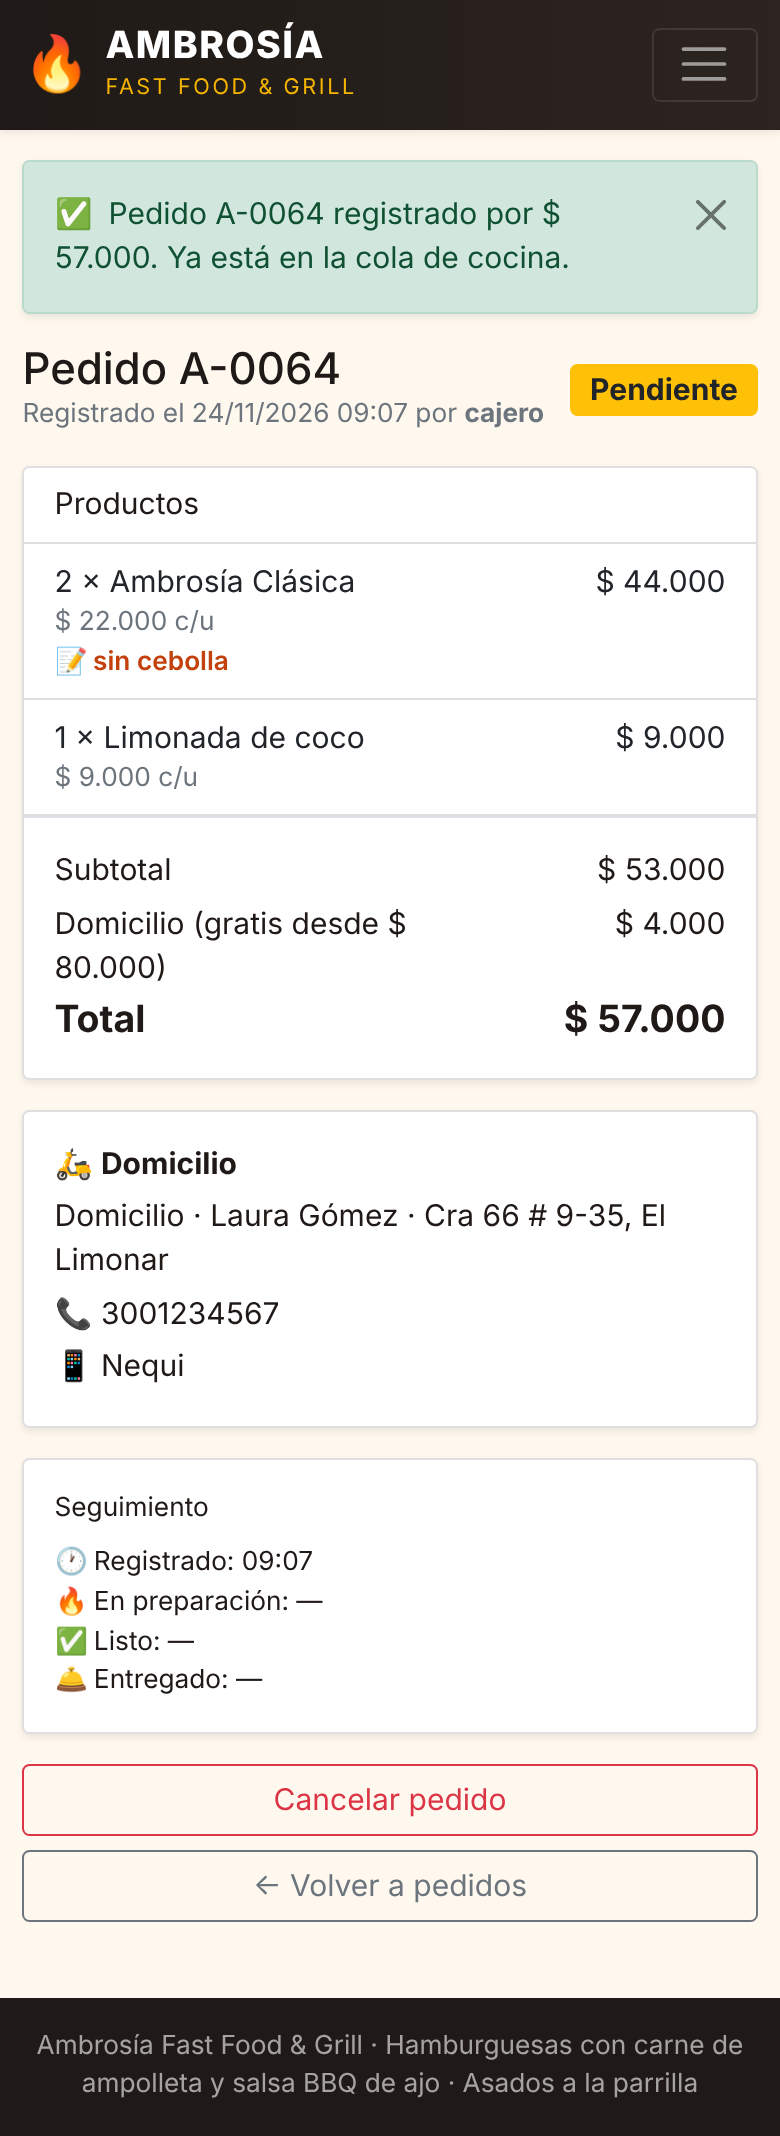 AMBROSÍA
FAST FOOD & GRILL
✅ Pedido A-0064 registrado por $
57.000. Ya está en la cola de cocina.
Pedido A-0064
Registrado el 24/11/2026 09:07 por cajero
Pendiente
Productos
2 × Ambrosía Clásica $ 44.000
$ 22.000 c/u
📝 sin cebolla
1 × Limonada de coco $ 9.000
$ 9.000 c/u
Subtotal $ 53.000
Domicilio (gratis desde $ $ 4.000
80.000)
Total $ 57.000
🛵 Domicilio
Domicilio · Laura Gómez · Cra 66 # 9-35, El
Limonar
📞 3001234567
📱 Nequi
Seguimiento
🕐 Registrado: 09:07
🔥 En preparación: —
✅ Listo: —
🛎️ Entregado: —
Cancelar pedido
← Volver a pedidos
Ambrosía Fast Food & Grill · Hamburguesas con carne de
ampolleta y salsa BBQ de ajo · Asados a la parrilla